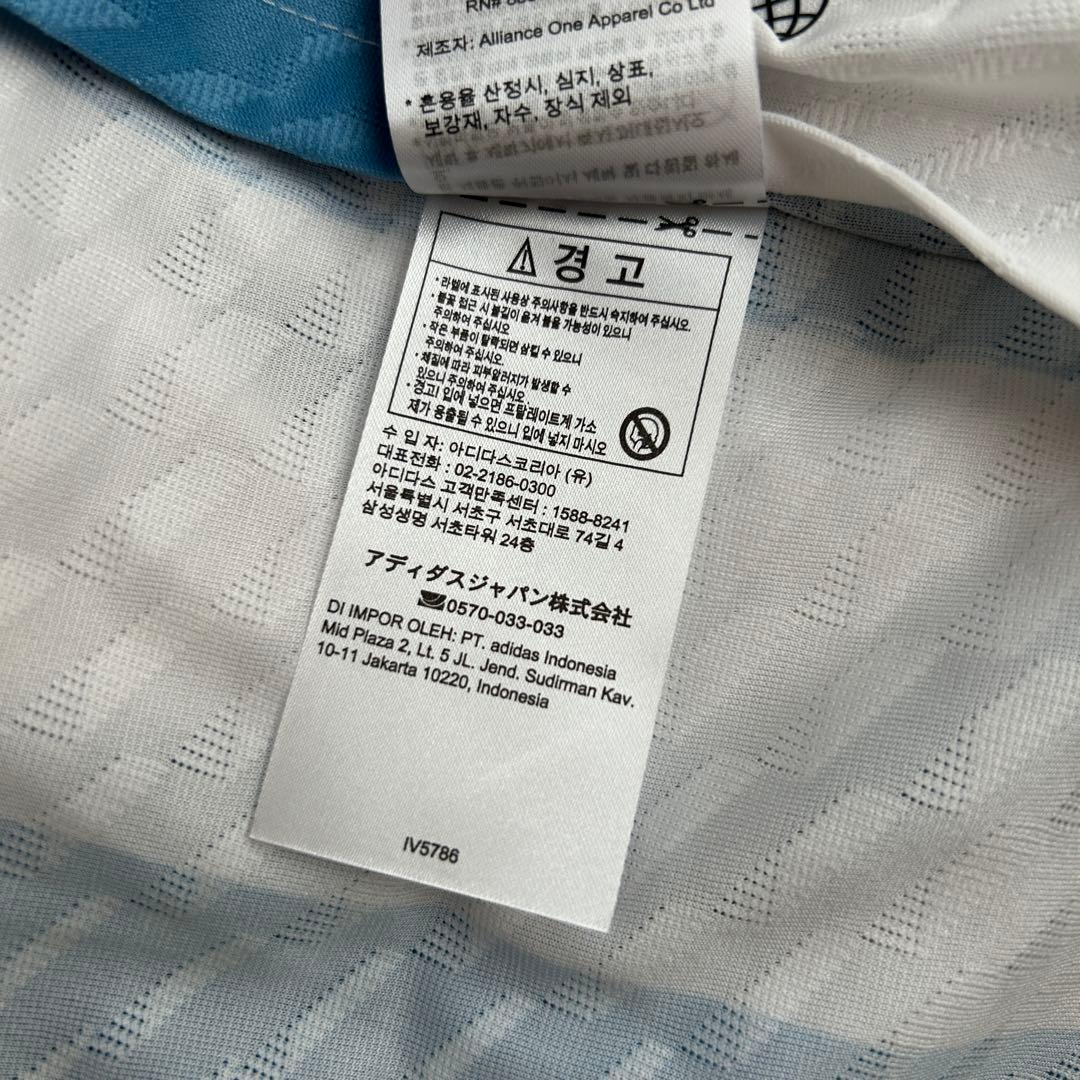 RN#
제조자: Alliance One Apparel Co Ltd
* 혼용율 산정시, 심지, 상표,
보강재, 자수, 장식 제외
경 고
· 라벨에 표시된 사용상 주의사항을 반드시 숙지하여 주십시오.
· 불꽃 접근 시 불길이 옮겨 붙을 가능성이 있으니
주의하여 주십시오
· 작은 부품이 탈락되면 삼킬 수 있으니
주의하여 주십시오.
· 체질에 따라 피부알러지가 발생할 수
있으니 주의하여 주십시오
· 경고! 입에 넣으면 프탈레이트계 가소
제가 용출될 수 있으니 입에 넣지 마시오
수 입 자: 아디다스코리아 (유)
대표전화 : 02-2186-0300
아디다스 고객만족센터 : 1588-8241
서울특별시 서초구 서초대로 74길 4
삼성생명 서초타워 24층
アディダスジャパン株式会社
0570-033-033
DI IMPOR OLEH: PT. adidas Indonesia
Mid Plaza 2, Lt. 5 JL. Jend. Sudirman Kav.
10-11 Jakarta 10220, Indonesia
IV5786